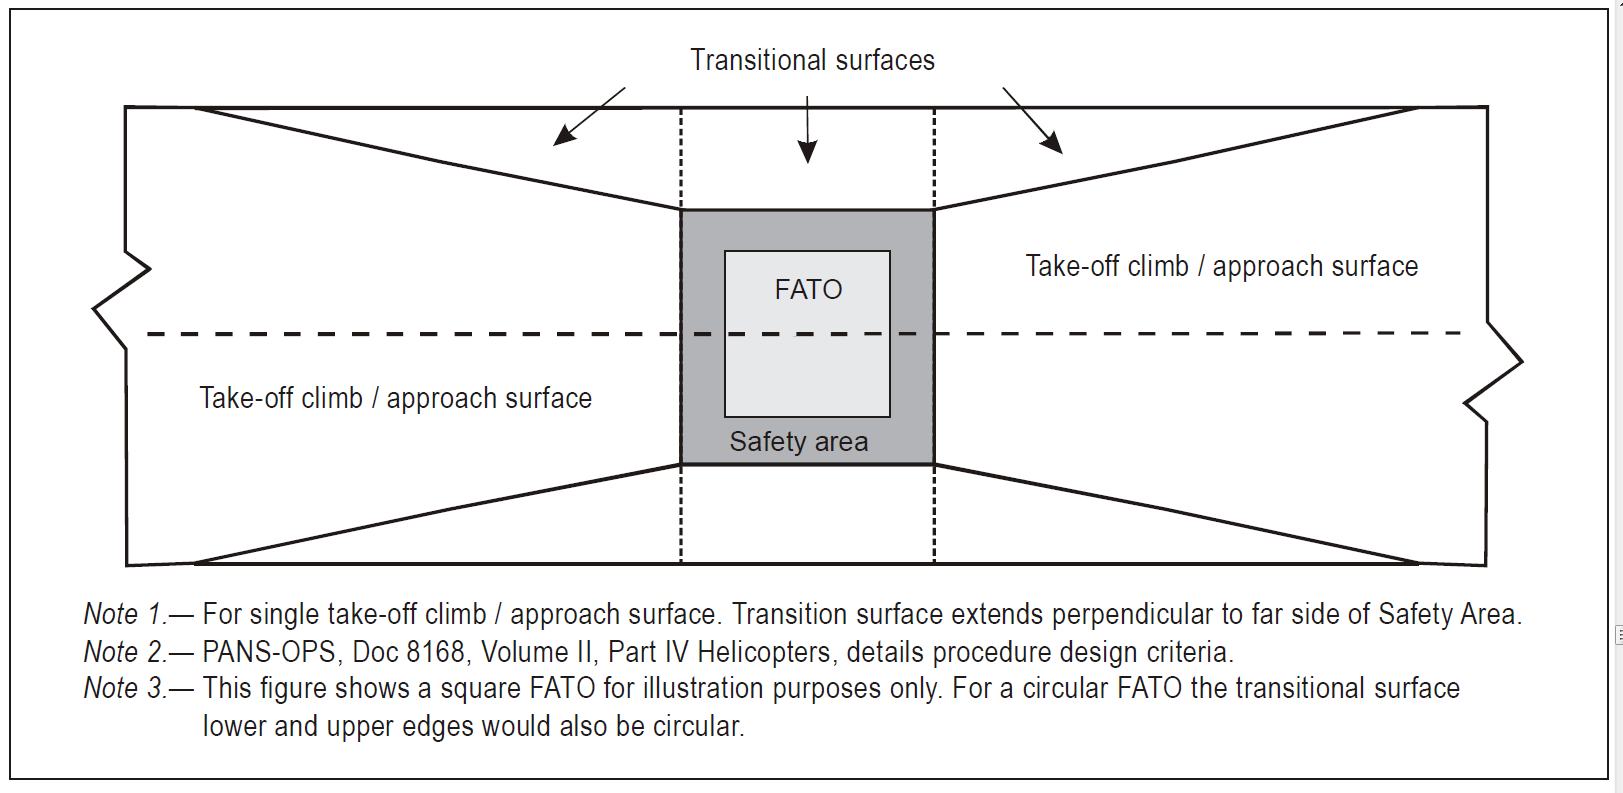 Transitional surfaces
Take-off climb / approach surface
FATO
Take-off climb / approach surface
Safety area
Note 1.— For single take-off climb / approach surface. Transition surface extends perpendicular to far side of Safety Area.
Note 2.— PANS-OPS, Doc 8168, Volume II, Part IV Helicopters, details procedure design criteria.
Note 3.— This figure shows a square FATO for illustration purposes only. For a circular FATO the transitional surface
lower and upper edges would also be circular.